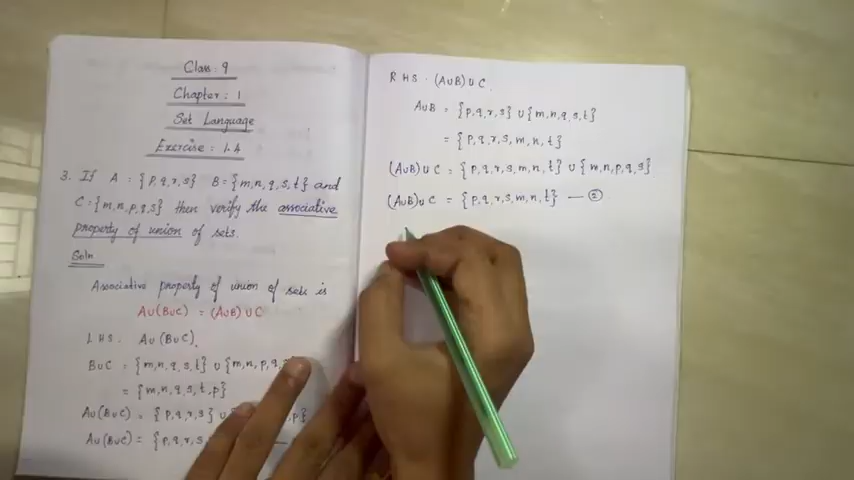 Class: 9
Chapter: 1
Set Language
Exercise: 1.4
3. If A = {p,q,r,s} B = {m,n,q,s,t} and
C = {m,n,p,q,s} then verify the associative
property of union of sets.
Soln
Associative property of union of sets is
A∪(B∪C) = (A∪B)∪C
LHS. A∪(B∪C).
B∪C = {m,n,q,s,t} ∪ {m,n,p,q,
= {m,n,q,s,t,p}
A∪(B∪C) = {p,q,r,s} ∪ ,p}
A∪(B∪C) = {p,q,r,s,
RHS. (A∪B)∪C.
A∪B = {p,q,r,s} ∪ {m,n,q,s,t}
= {p,q,r,s,m,n,t}
(A∪B)∪C = {p,q,r,s,m,n,t} ∪ {m,n,p,q,s}
(A∪B)∪C = {p,q,r,s,m,n,t} — ②